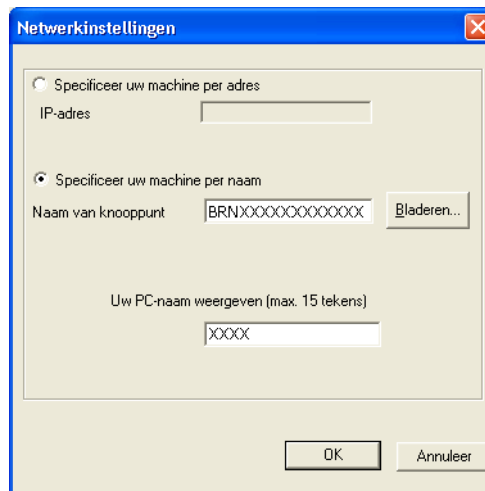 Netwerkinstellingen
Specificeer uw machine per adres
IP-adres
Specificeer uw machine per naam
Naam van knooppunt BRNXXXXXXXXXXXX Bladeren...
Uw PC-naam weergeven (max. 15 tekens)
XXXX
OK Annuleer